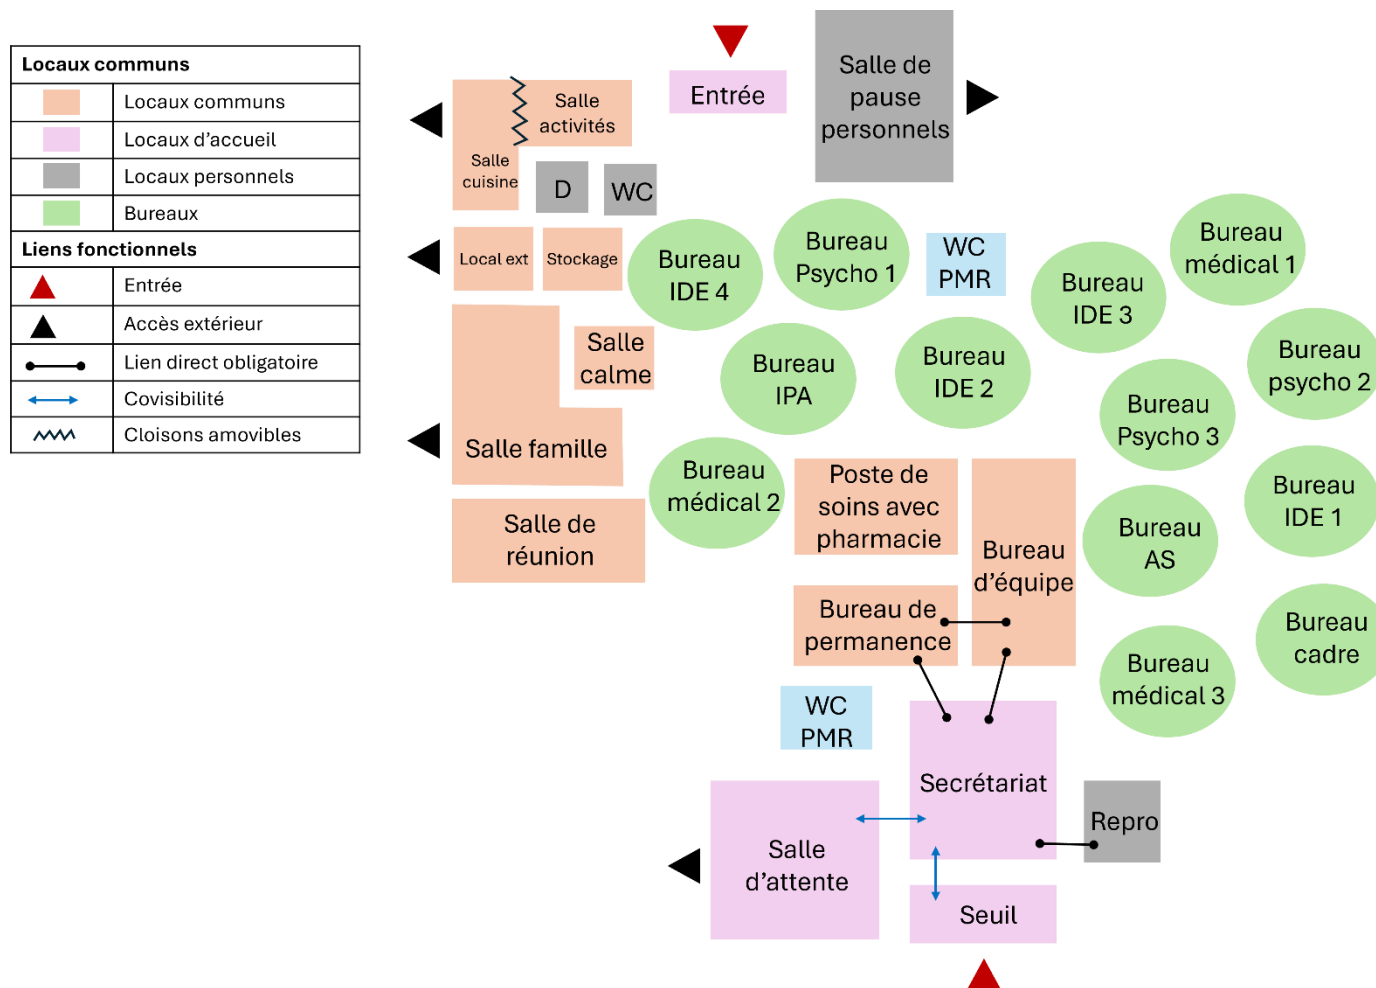 Locaux communs
Locaux communs
Locaux d'accueil
Locaux personnels
Bureaux
Liens fonctionnels
Entrée
Accès extérieur
Lien direct obligatoire
Covisibilité
Cloisons amovibles
Entrée
Salle de
pause
personnels
Salle
activités
Salle
cuisine
D
WC
Local ext
Stockage
Bureau
IDE 4
Bureau
Psycho 1
WC
PMR
Bureau
IDE 3
Bureau
médical 1
Salle
calme
Bureau
IPA
Bureau
IDE 2
Bureau
Psycho 3
Bureau
psycho 2
Salle famille
Bureau
médical 2
Poste de
soins avec
pharmacie
Bureau
d'équipe
Bureau
AS
Bureau
IDE 1
Salle de
réunion
Bureau de
permanence
Bureau
médical 3
Bureau
cadre
WC
PMR
Secrétariat
Repro
Salle
d'attente
Seuil